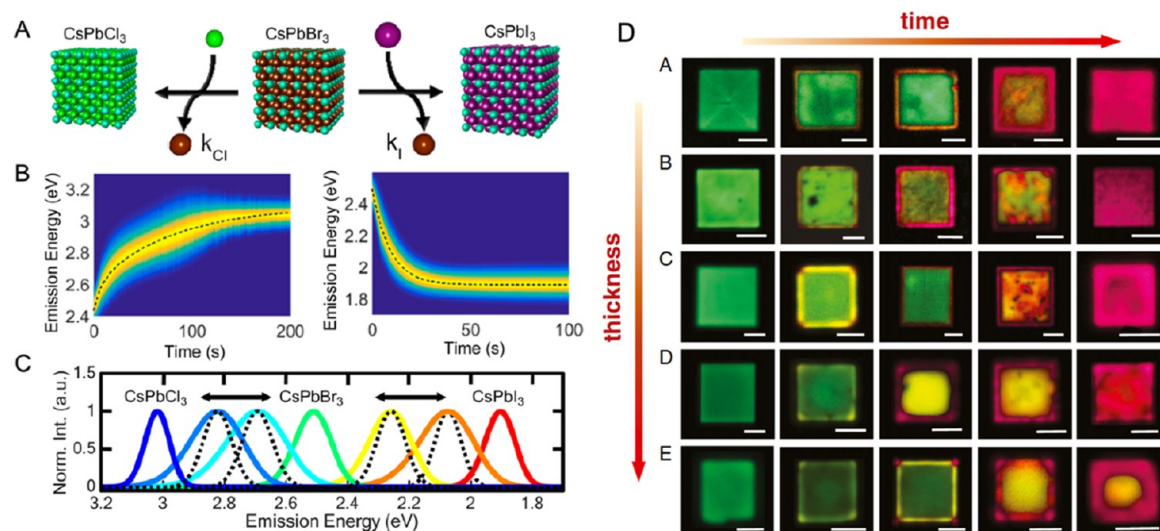 A
CsPbCl3
CsPbBr3
CsPbI3
kCl
kI
B
Emission Energy (eV)
3.2
3.0
2.8
2.6
2.4
0
100
200
Time (s)
Emission Energy (eV)
2.4
2.2
2
1.8
0
50
100
Time (s)
C
Norm. Int. (a.u.)
1.5
1
0.5
0
CsPbCl3
CsPbBr3
CsPbI3
3.2
3
2.8
2.6
2.4
2.2
2
1.8
Emission Energy (eV)
D
time
thickness
A
B
C
D
E